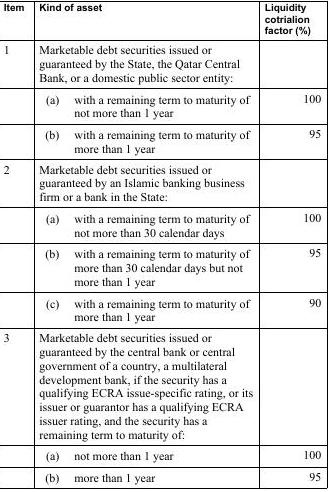 Item Kind of asset Liquidity
cotrialion
factor (%)
1 Marketable debt securities issued or
guaranteed by the State, the Qatar Central
Bank, or a domestic public sector entity:
(a) with a remaining term to maturity of 100
not more than 1 year
(b) with a remaining term to maturity of 95
more than 1 year
2 Marketable debt securities issued or
guaranteed by an Islamic banking business
firm or a bank in the State:
(a) with a remaining term to maturity of 100
not more than 30 calendar days
(b) with a remaining term to maturity of 95
more than 30 calendar days but not
more than 1 year
(c) with a remaining term to maturity of 90
more than 1 year
3 Marketable debt securities issued or
guaranteed by the central bank or central
government of a country, a multilateral
development bank, if the security has a
qualifying ECRA issue-specific rating, or its
issuer or guarantor has a qualifying ECRA
issuer rating, and the security has a
remaining term to maturity of:
(a) not more than 1 year 100
(b) more than 1 year 95